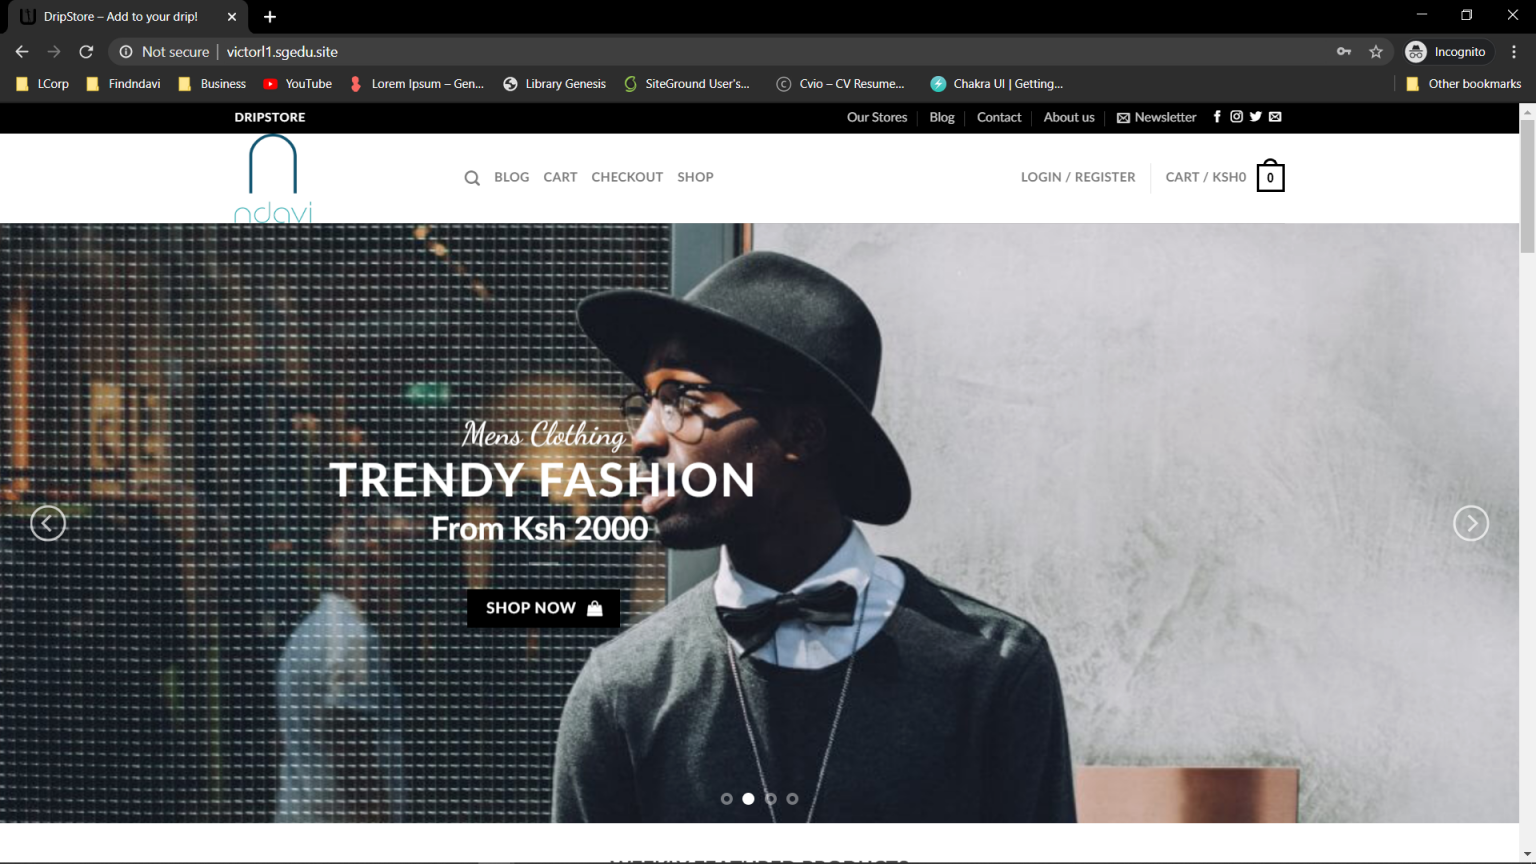 DripStore – Add to your drip!
Not secure
victorl1.sgedu.site
Incognito
LCorp
Findndavi
Business
YouTube
Lorem Ipsum – Gen...
Library Genesis
SiteGround User's...
Cvio – CV Resume...
Chakra UI | Getting...
Other bookmarks
DRIPSTORE
Our Stores
Blog
Contact
About us
Newsletter
ndavi
BLOG
CART
CHECKOUT
SHOP
LOGIN / REGISTER
CART / KSH0
0
Mens Clothing
TRENDY FASHION
From Ksh 2000
SHOP NOW